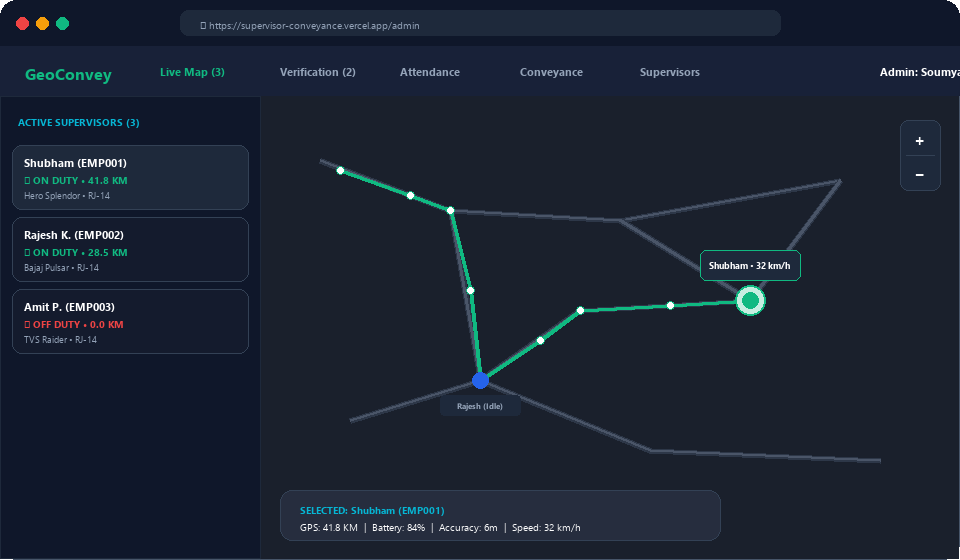 https://supervisor-conveyance.vercel.app/admin
GeoConvey Live Map (3) Verification (2) Attendance Conveyance Supervisors Admin: Soumya
ACTIVE SUPERVISORS (3)
Shubham (EMP001)
ON DUTY • 41.8 KM
Hero Splendor • RJ-14
Rajesh K. (EMP002)
ON DUTY • 28.5 KM
Bajaj Pulsar • RJ-14
Amit P. (EMP003)
OFF DUTY • 0.0 KM
TVS Raider • RJ-14
+
−
Shubham • 32 km/h
Rajesh (Idle)
SELECTED: Shubham (EMP001)
GPS: 41.8 KM | Battery: 84% | Accuracy: 6m | Speed: 32 km/h